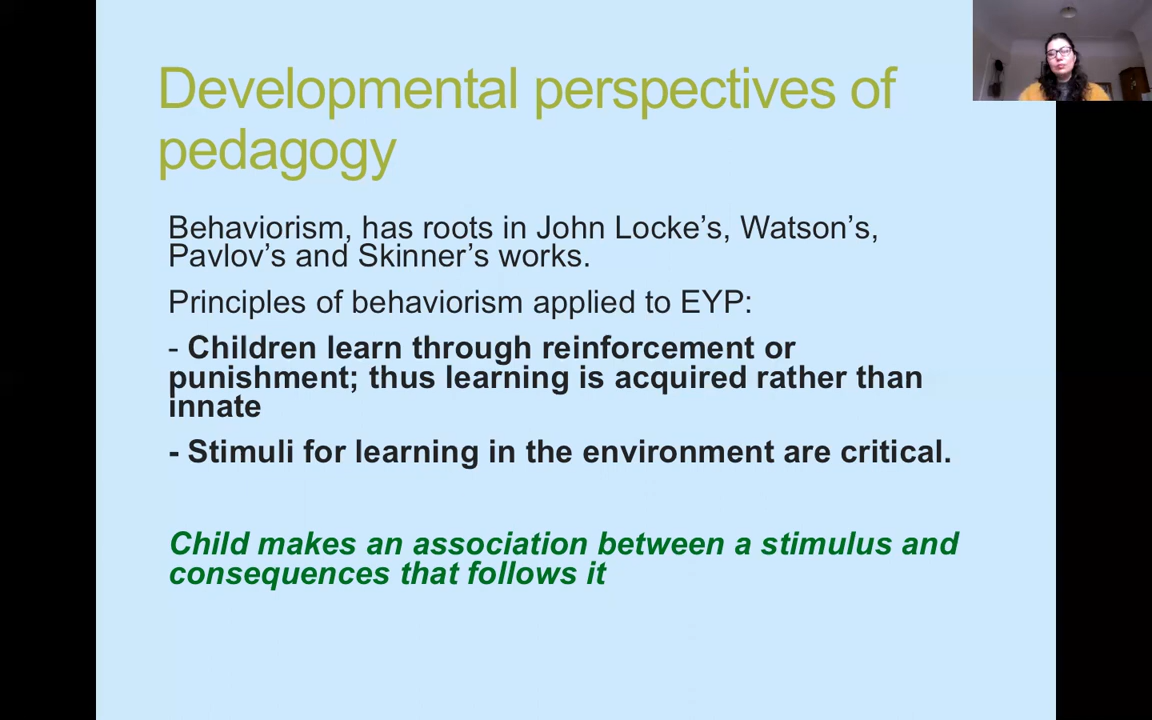 Developmental perspectives of
pedagogy
Behaviorism, has roots in John Locke’s, Watson’s,
Pavlov’s and Skinner’s works.
Principles of behaviorism applied to EYP:
- Children learn through reinforcement or
punishment; thus learning is acquired rather than
innate
- Stimuli for learning in the environment are critical.
Child makes an association between a stimulus and
consequences that follows it